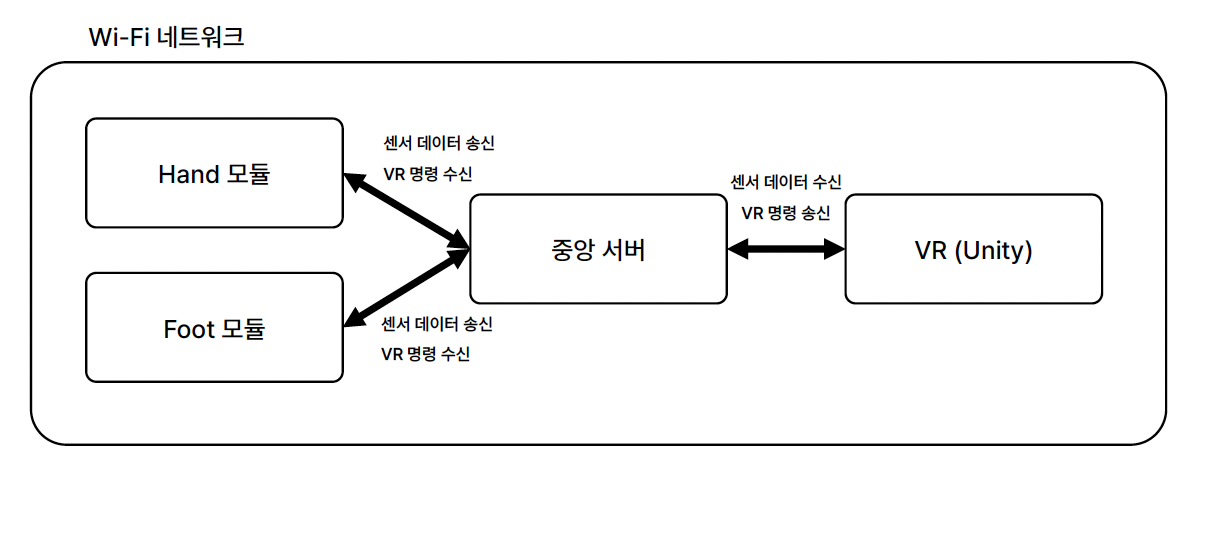 Wi-Fi 네트워크
Hand 모듈
센서 데이터 송신
VR 명령 수신
센서 데이터 수신
VR 명령 송신
중앙 서버
VR (Unity)
Foot 모듈
센서 데이터 송신
VR 명령 수신